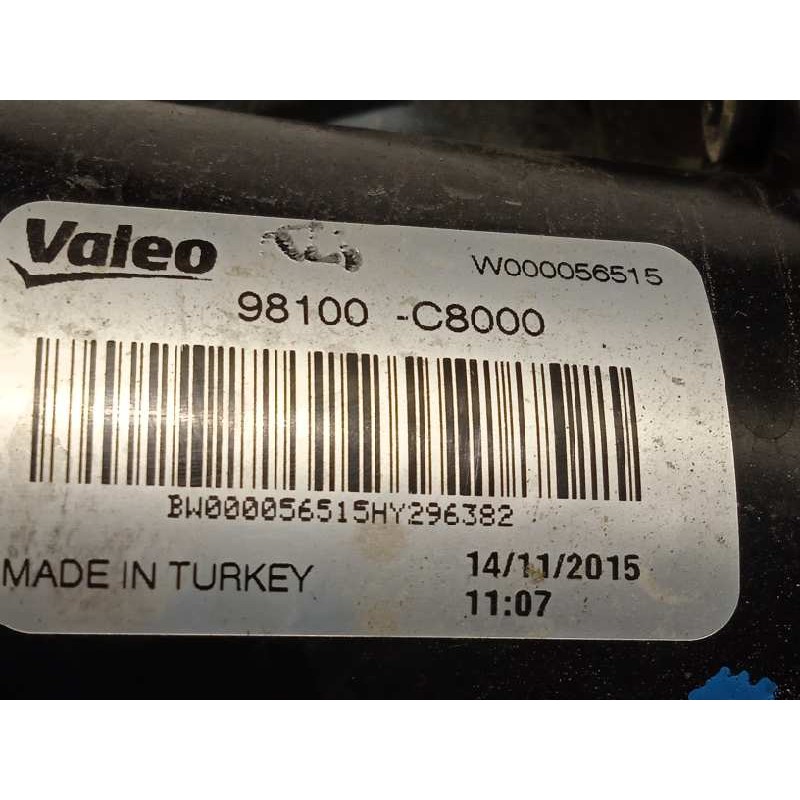 Valeo
W000056515
98100 -C8000
BW000056515HY296382
MADE IN TURKEY
14/11/2015
11:07